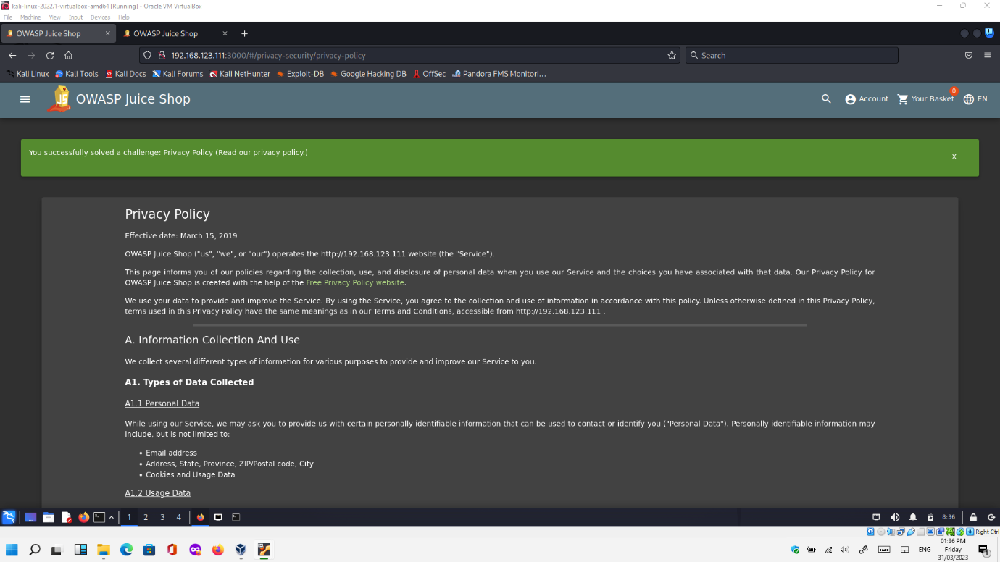 kali-linux-2022.1-virtualbox-amd64 [Running] - Oracle VM VirtualBox
File Machine View Input Devices Help
OWASP Juice Shop
OWASP Juice Shop
192.168.123.111:3000/#/privacy-security/privacy-policy
Search
Kali Linux Kali Tools Kali Docs Kali Forums Kali NetHunter Exploit-DB Google Hacking DB OffSec Pandora FMS Monitori…
OWASP Juice Shop
Account
Your Basket
0
EN
You successfully solved a challenge: Privacy Policy (Read our privacy policy.)
X
Privacy Policy
Effective date: March 15, 2019
OWASP Juice Shop ("us", "we", or "our") operates the http://192.168.123.111 website (the "Service").
This page informs you of our policies regarding the collection, use, and disclosure of personal data when you use our Service and the choices you have associated with that data. Our Privacy Policy for
OWASP Juice Shop is created with the help of the Free Privacy Policy website.
We use your data to provide and improve the Service. By using the Service, you agree to the collection and use of information in accordance with this policy. Unless otherwise defined in this Privacy Policy,
terms used in this Privacy Policy have the same meanings as in our Terms and Conditions, accessible from http://192.168.123.111 .
A. Information Collection And Use
We collect several different types of information for various purposes to provide and improve our Service to you.
A1. Types of Data Collected
A1.1 Personal Data
While using our Service, we may ask you to provide us with certain personally identifiable information that can be used to contact or identify you ("Personal Data"). Personally identifiable information may
include, but is not limited to:
• Email address
• Address, State, Province, ZIP/Postal code, City
• Cookies and Usage Data
A1.2 Usage Data
1 2 3 4
8:36
Right Ctrl
ENG
01:36 PM
Friday
31/03/2023
1